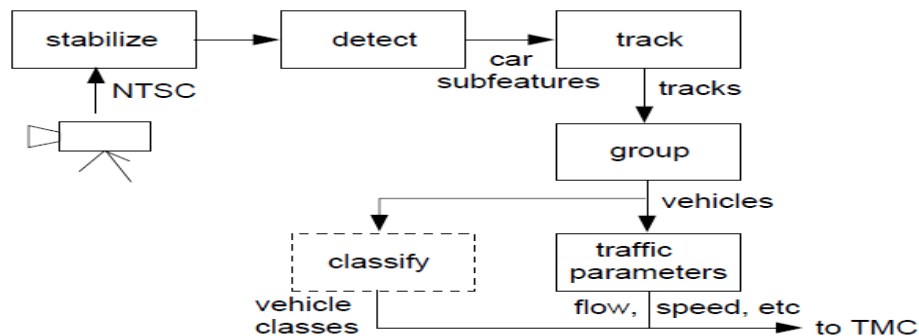 stabilize
detect
track
NTSC
car
subfeatures
tracks
group
vehicles
classify
traffic
parameters
vehicle
classes
flow, speed, etc
to TMC